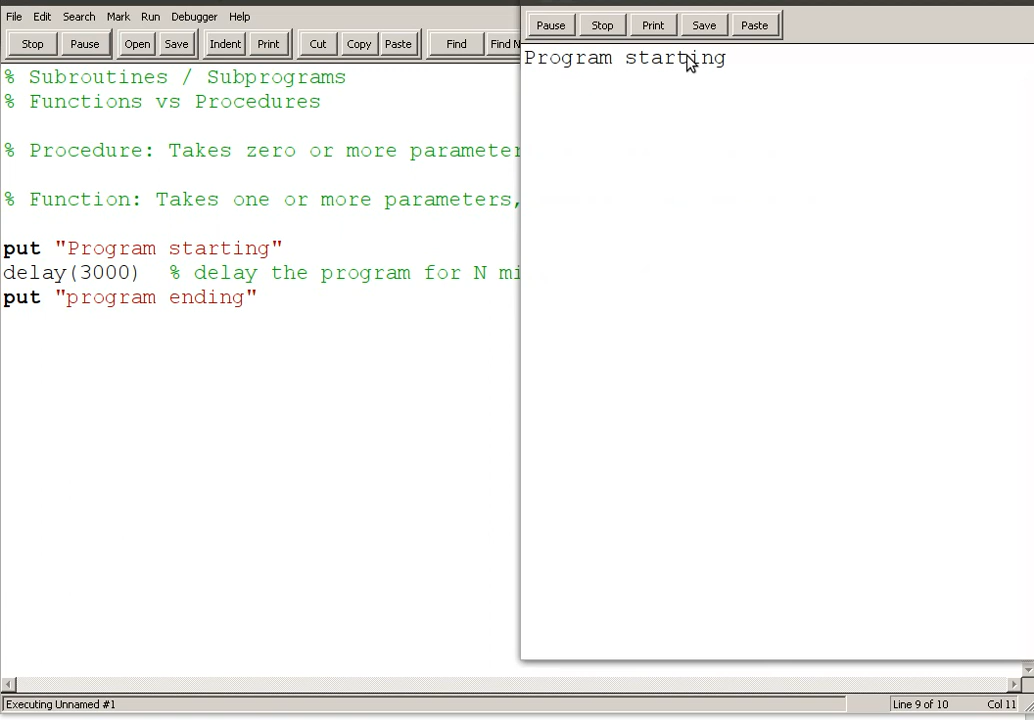 File Edit Search Mark Run Debugger Help
Stop Pause Open Save Indent Print Cut Copy Paste Find Find
Pause Stop Print Save Paste
Program starting
% Subroutines / Subprograms
% Functions vs Procedures
% Procedure: Takes zero or more parameter
% Function: Takes one or more parameters,
put "Program starting"
delay(3000) % delay the program for N mi
put "program ending"
Executing Unnamed #1
Line 9 of 10
Col 11